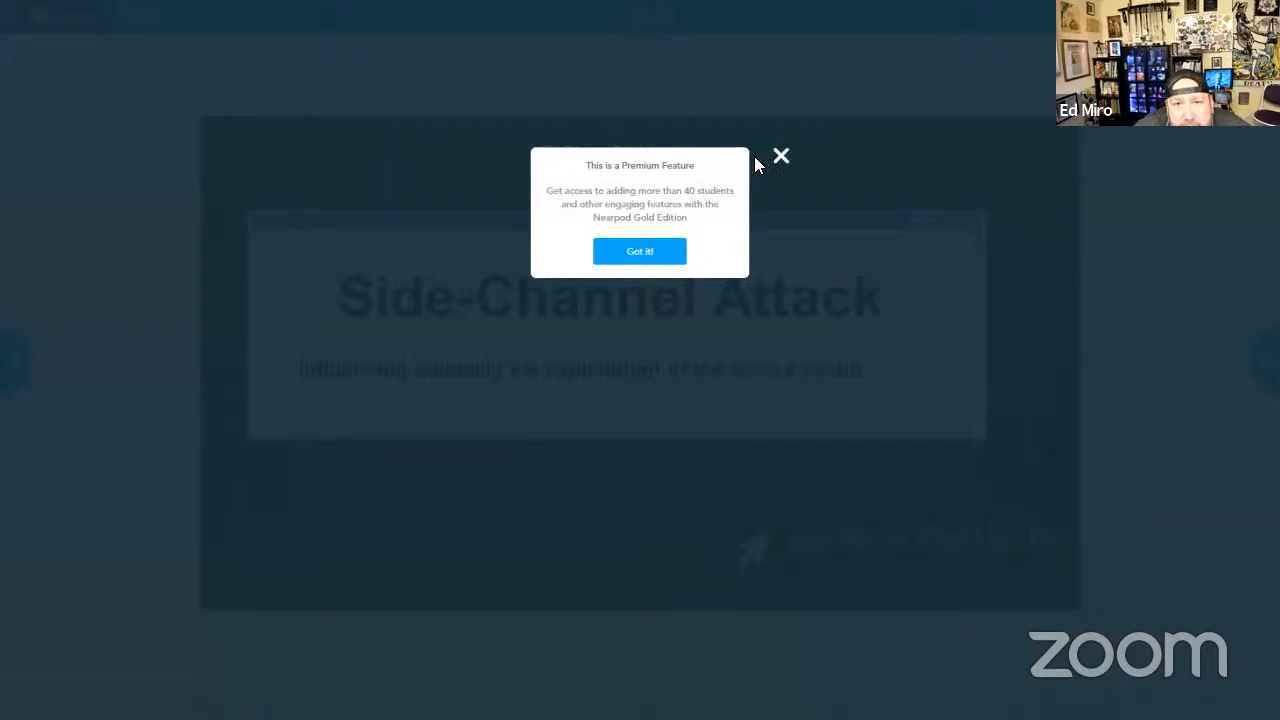 Ed Miro
This is a Premium Feature
Get access to adding more than 40 students
and other engaging features with the
Nearpod Gold Edition
Got it!
Side-Channel Attack
zoom